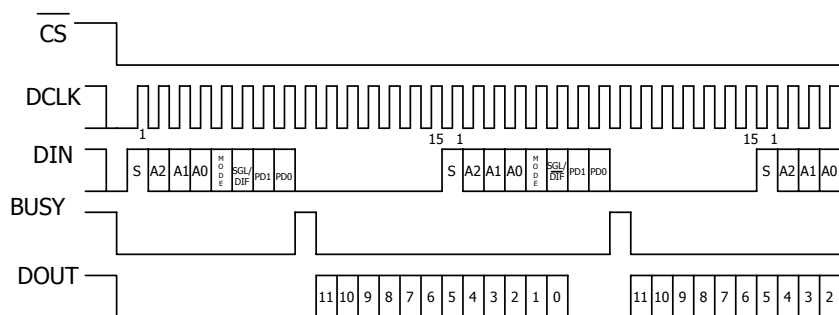 CS
DCLK
1
15
1
15
1
DIN
S
A2
A1
A0
MODE
SGL/
DIF
PD1
PD0
S
A2
A1
A0
MODE
SGL/
DIF
PD1
PD0
S
A2
A1
A0
BUSY
DOUT
11
10
9
8
7
6
5
4
3
2
1
0
11
10
9
8
7
6
5
4
3
2